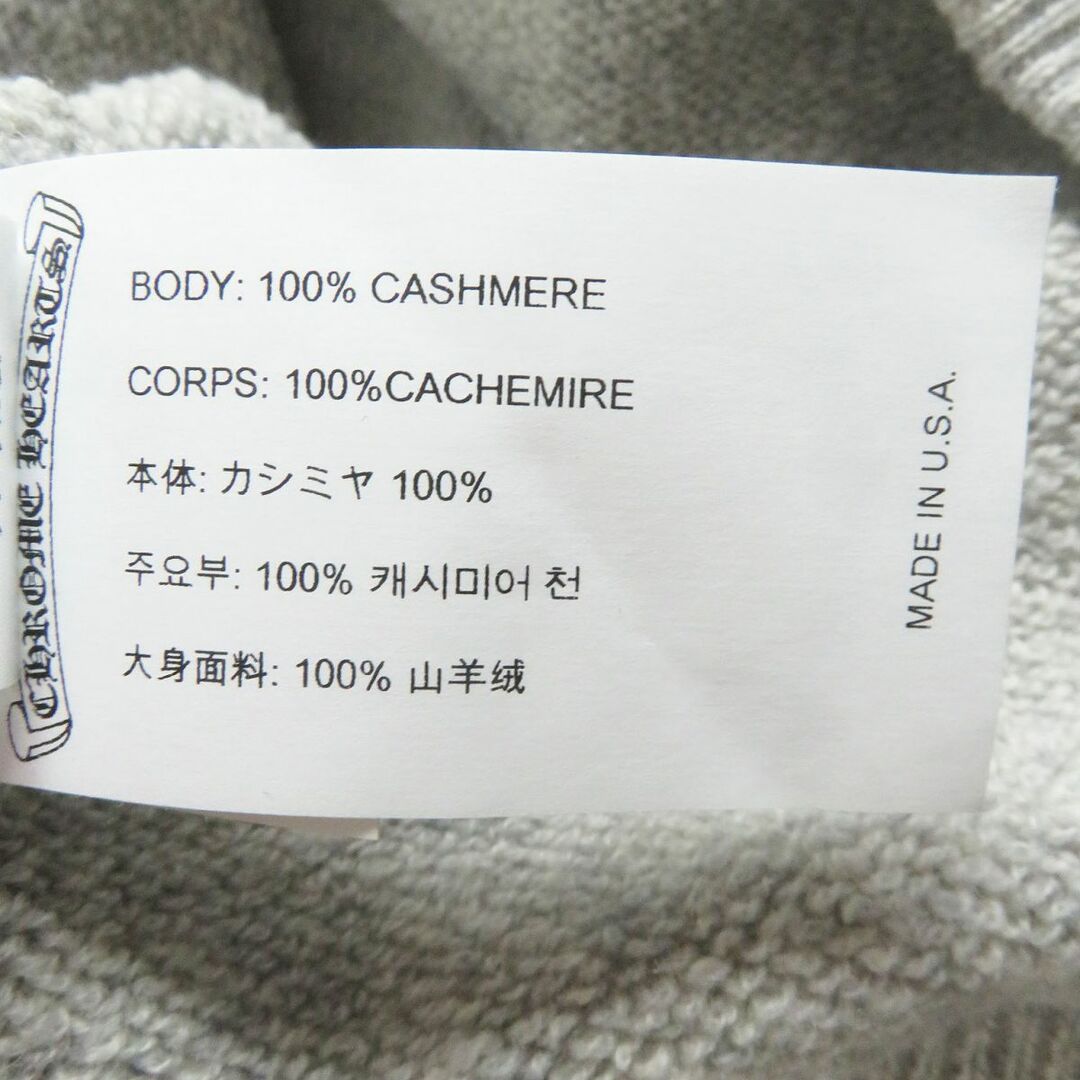 CHROME HEARTS
BODY: 100% CASHMERE
CORPS: 100%CACHEMIRE
本体: カシミヤ 100%
주요부: 100% 캐시미어 천
大身面料: 100% 山羊绒
MADE IN U.S.A.